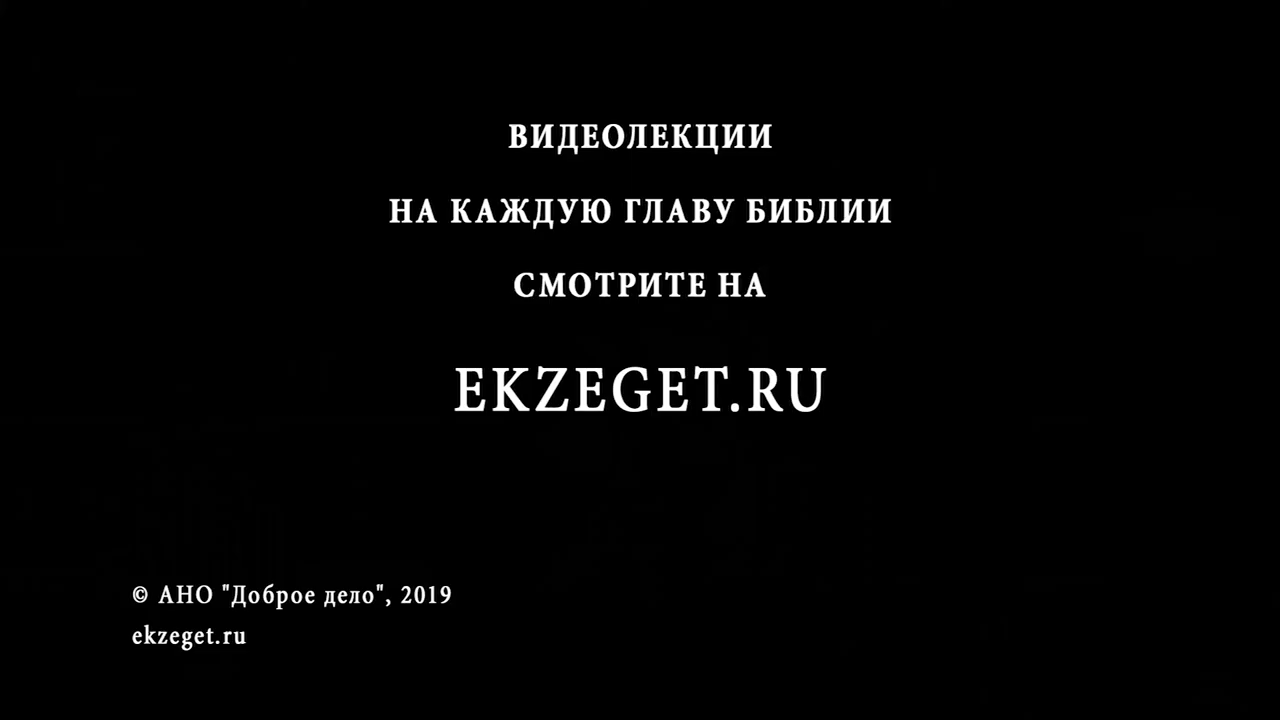 ВИДЕОЛЕКЦИИ
НА КАЖДУЮ ГЛАВУ БИБЛИИ
СМОТРИТЕ НА
EKZEGET.RU
© АНО "Доброе дело", 2019
ekzeget.ru